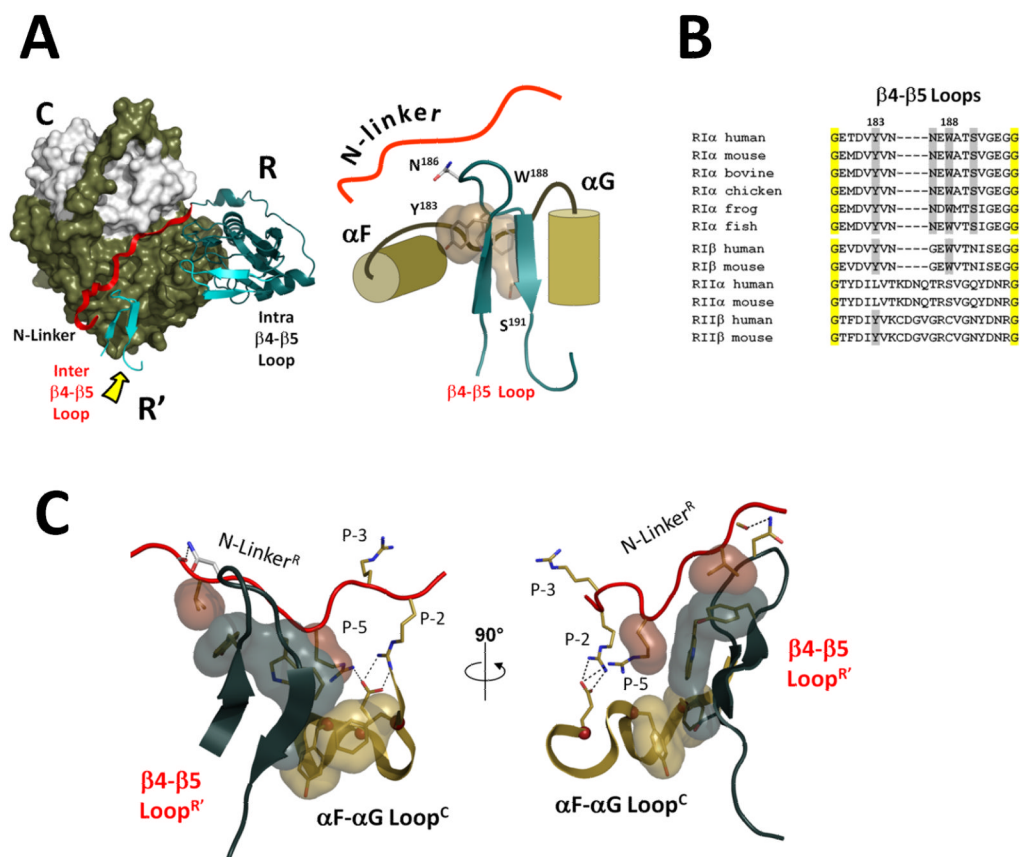 A
B
C
R
N-Linker
Intra
β4-β5
Loop
Inter
β4-β5
Loop
R’
N-linker
N186
W188
Y183
αF
αG
S191
β4-β5 Loop
β4-β5 Loops
183 188
RIα human GETDVYVN----NEWATSVGEGG
RIα mouse GEMDVYVN----NEWATSVGEGG
RIα bovine GEMDVYVN----NEWATSVGEGG
RIα chicken GEMDVYVN----NEWATSVGEGG
RIα frog GEMDVYVN----NDWMTSIGEGG
RIα fish GEMDVYVN----NEWATSVGEGG
RIβ human GEVDVYVN----GEWVTNISEGG
RIβ mouse GEVDVYVN----GEWVTNISEGG
RIIα human GTYDILVTKDNQTRSVGQYDNRG
RIIα mouse GTYDILVTKDNQTRSVGQYDNRG
RIIβ human GTFDIYVKCDGVGRCVGNYDNRG
RIIβ mouse GTFDIYVKCDGVGRCVGNYDNRG
C
N-LinkerR
P-3
P-5
P-2
β4-β5
LoopR’
αF-αG LoopC
90°
N-LinkerR
P-3
P-2
P-5
β4-β5
LoopR’
αF-αG LoopC